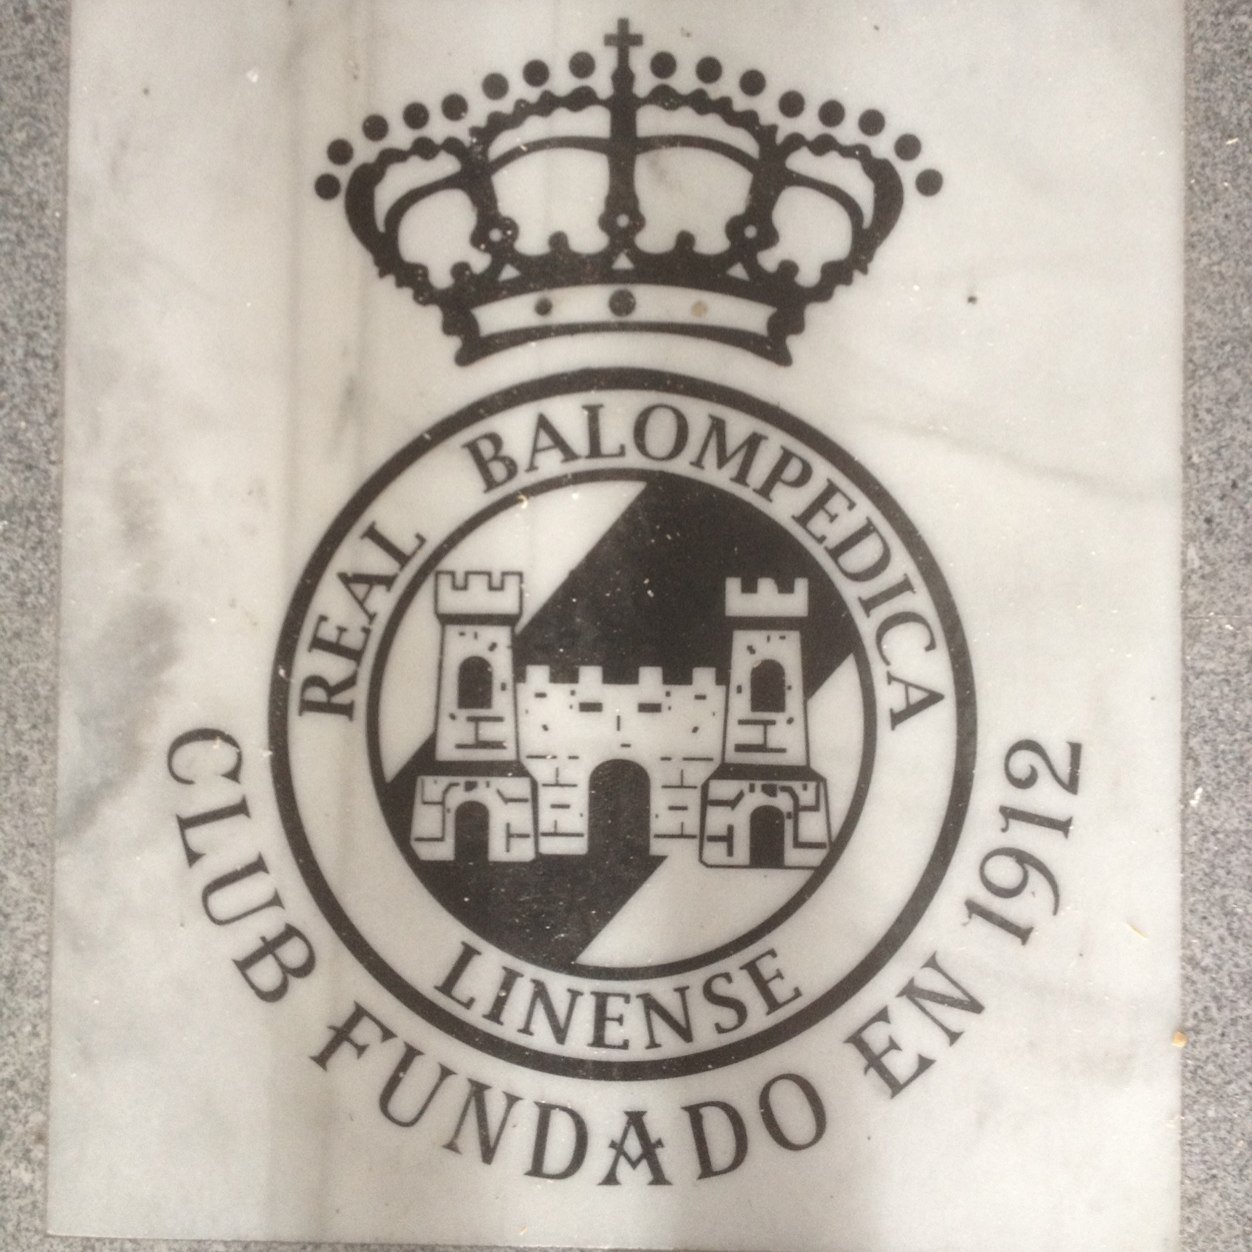 REAL BALOMPEDICA
LINENSE
CLUB FUNDADO EN 1912